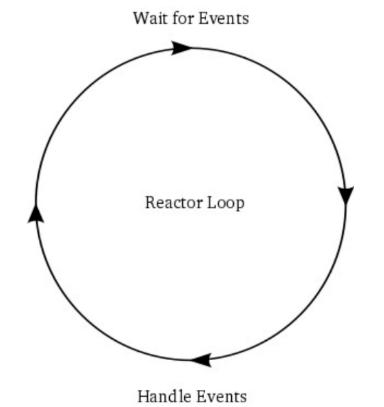 Wait for Events
Reactor Loop
Handle Events